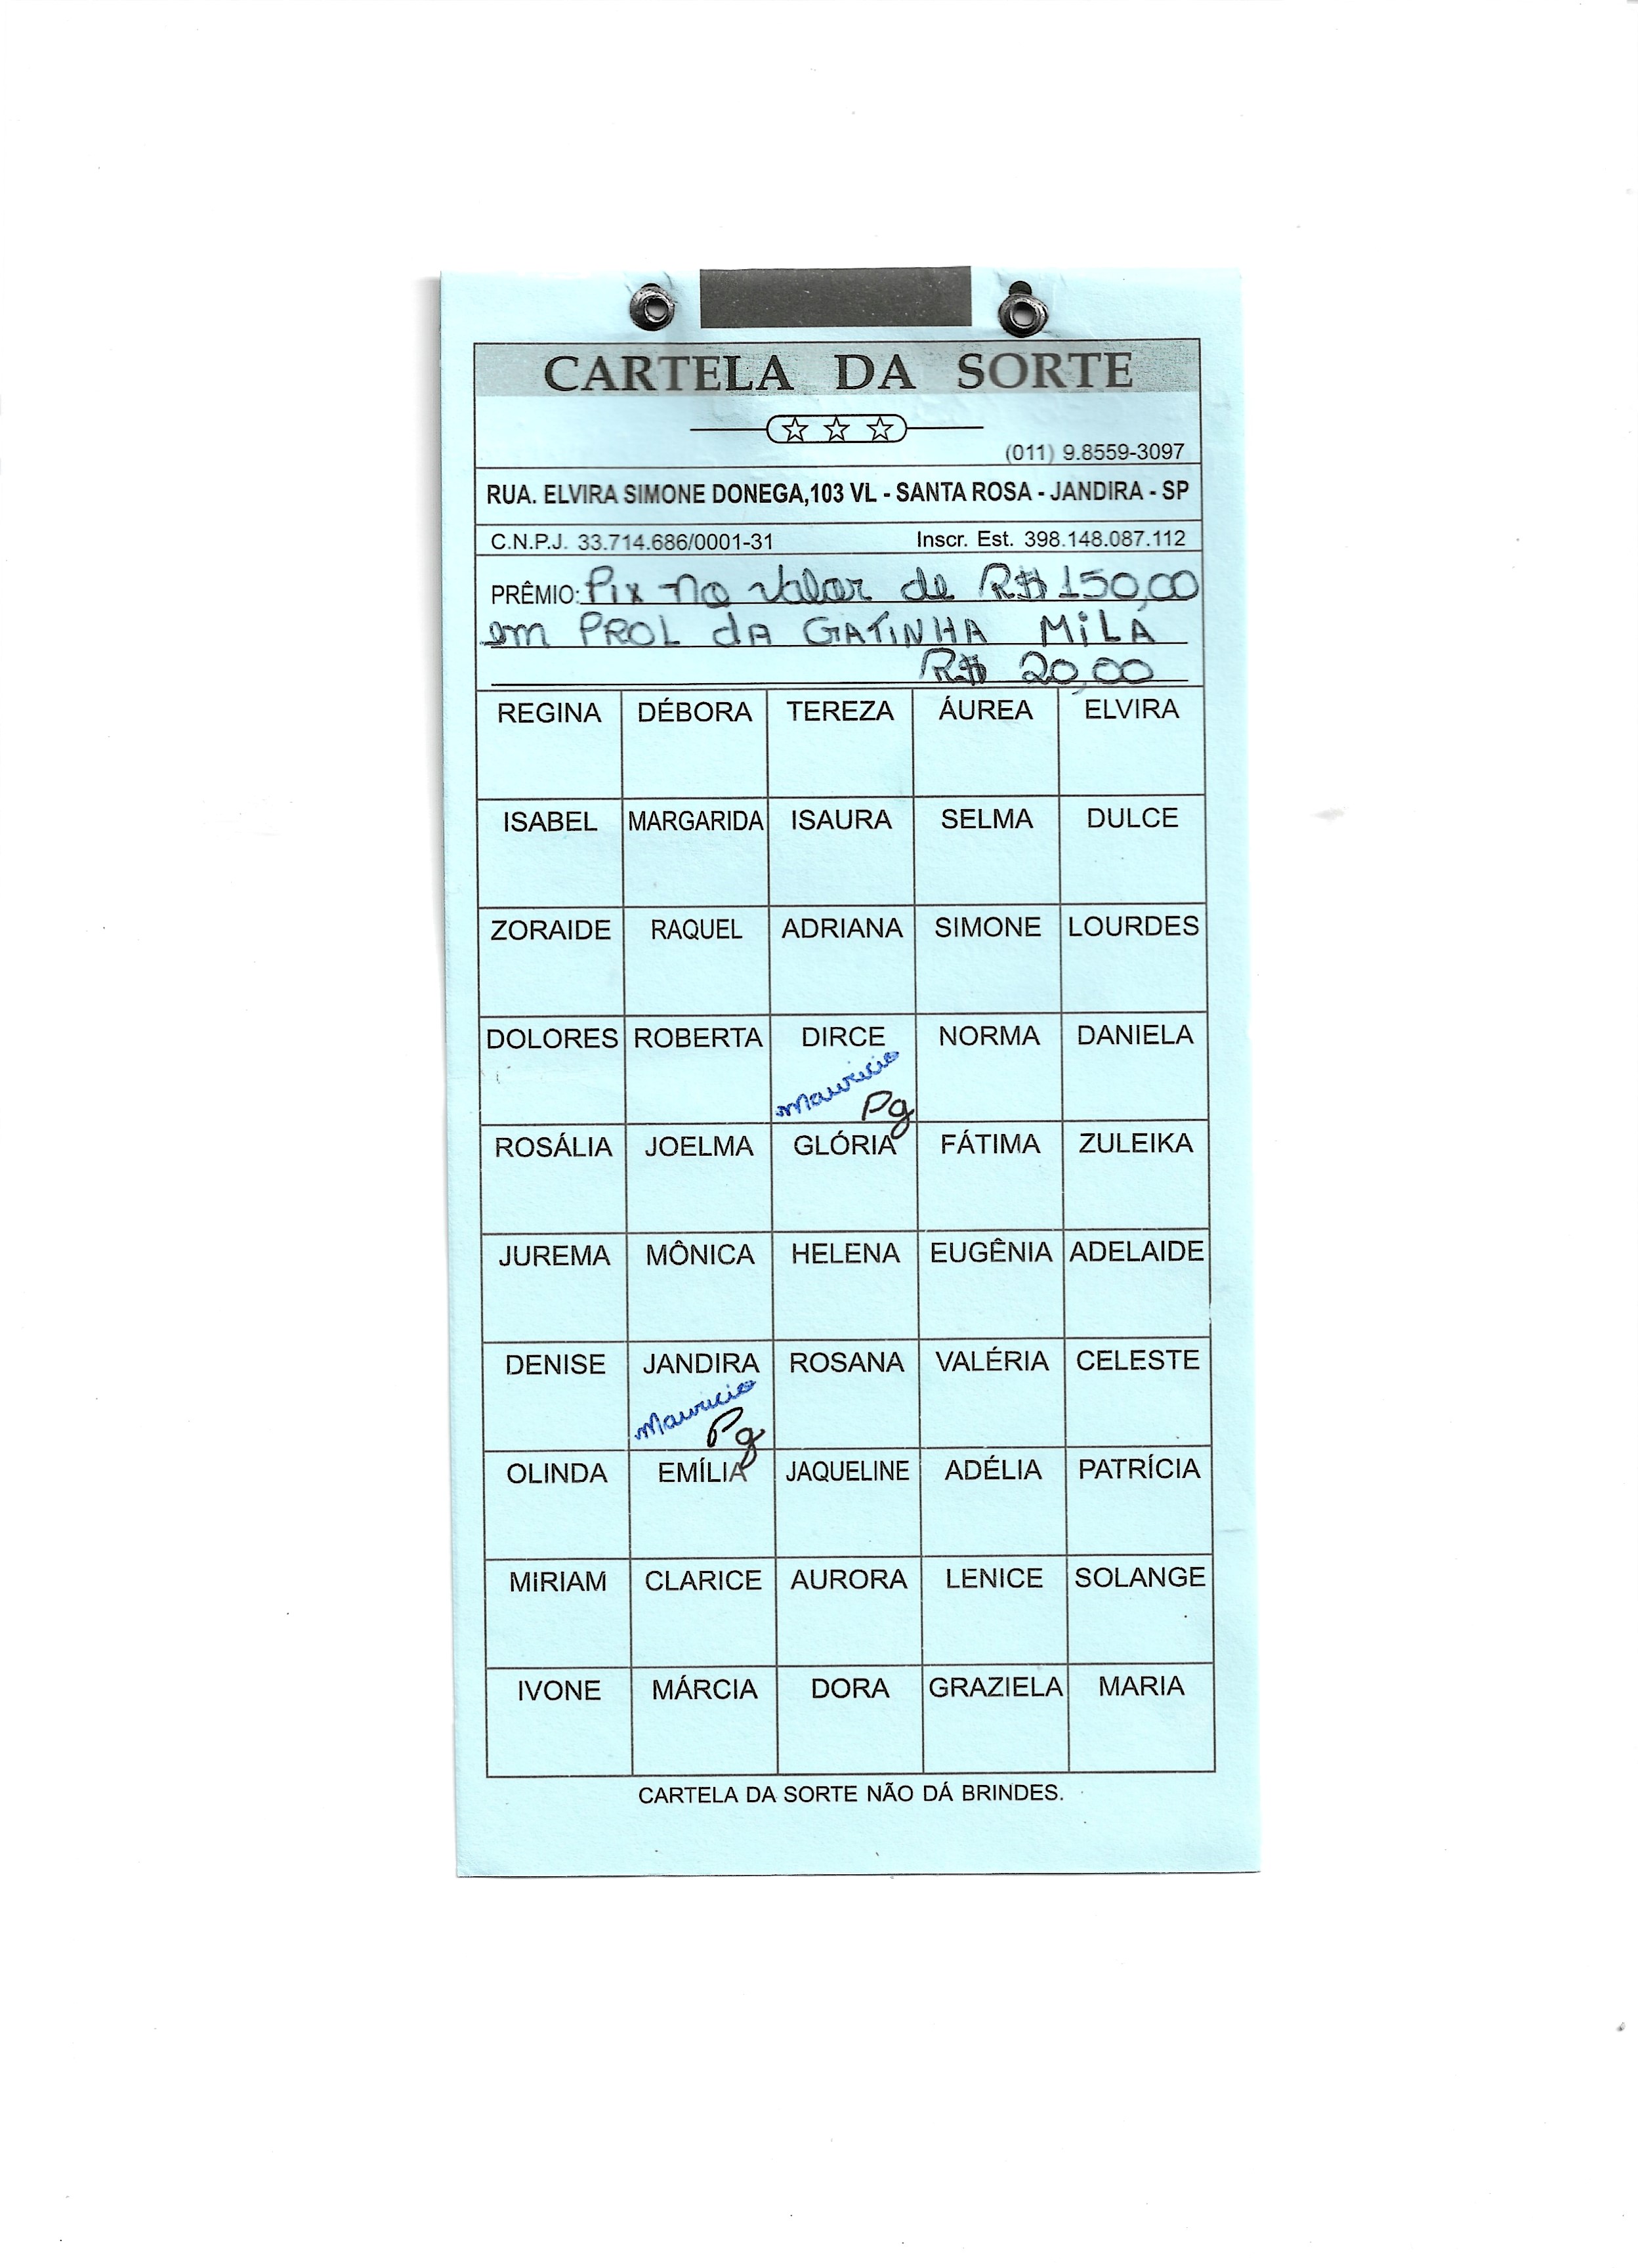 CARTELA DA SORTE
(011) 9.8559-3097
RUA. ELVIRA SIMONE DONEGA,103 VL - SANTA ROSA - JANDIRA - SP
C.N.P.J. 33.714.686/0001-31 Inscr. Est. 398.148.087.112
PRÊMIO: Pix no valor de R$ 150,00
em PROL dA GATINHA MiLA
R$ 20,00
REGINA DÉBORA TEREZA ÁUREA ELVIRA
ISABEL MARGARIDA ISAURA SELMA DULCE
ZORAIDE RAQUEL ADRIANA SIMONE LOURDES
DOLORES ROBERTA DIRCE NORMA DANIELA
Mauricio
Pg
ROSÁLIA JOELMA GLÓRIA FÁTIMA ZULEIKA
JUREMA MÔNICA HELENA EUGÊNIA ADELAIDE
DENISE JANDIRA ROSANA VALÉRIA CELESTE
Mauricio
Pg
OLINDA EMÍLIA JAQUELINE ADÉLIA PATRÍCIA
MIRIAM CLARICE AURORA LENICE SOLANGE
IVONE MÁRCIA DORA GRAZIELA MARIA
CARTELA DA SORTE NÃO DÁ BRINDES.